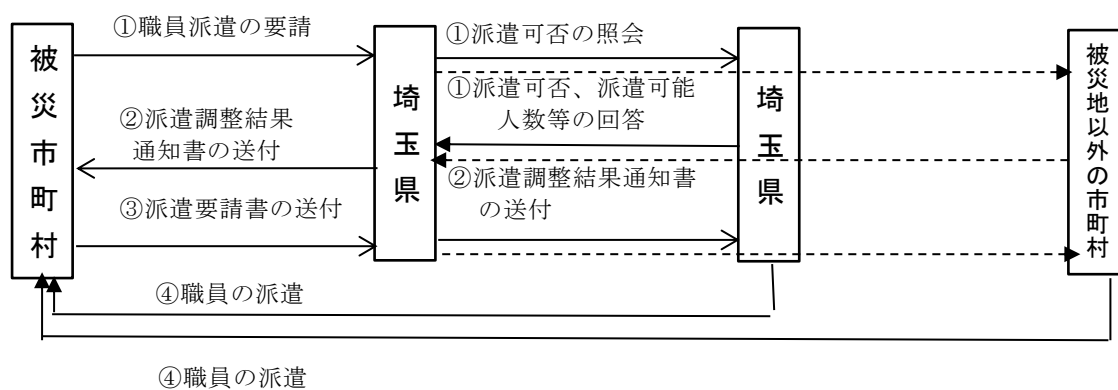 ①職員派遣の要請
①派遣可否の照会
被災市町村
埼玉県
埼玉県
被災地以外の市町村
①派遣可否、派遣可能
人数等の回答
②派遣調整結果
通知書の送付
②派遣調整結果通知書
の送付
③派遣要請書の送付
④職員の派遣
④職員の派遣